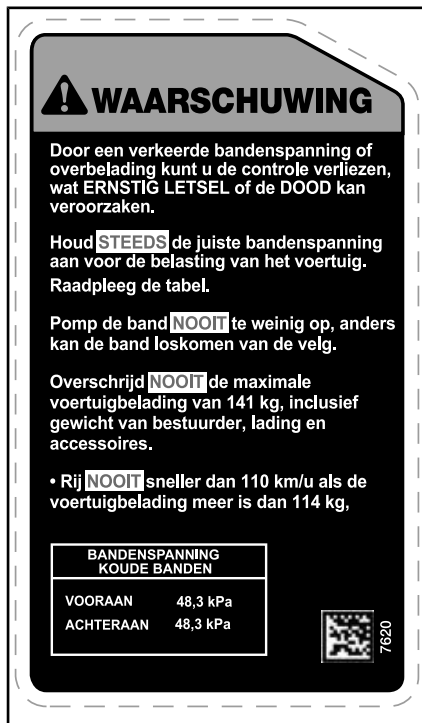 WAARSCHUWING
Door een verkeerde bandenspanning of
overbelading kunt u de controle verliezen,
wat ERNSTIG LETSEL of de DOOD kan
veroorzaken.
Houd STEEDS de juiste bandenspanning
aan voor de belasting van het voertuig.
Raadpleeg de tabel.
Pomp de band NOOIT te weinig op, anders
kan de band loskomen van de velg.
Overschrijd NOOIT de maximale
voertuigbelading van 141 kg, inclusief
gewicht van bestuurder, lading en
accessoires.
• Rij NOOIT sneller dan 110 km/u als de
voertuigbelading meer is dan 114 kg,
BANDENSPANNING
KOUDE BANDEN
VOORAAN 48,3 kPa
ACHTERAAN 48,3 kPa
7620